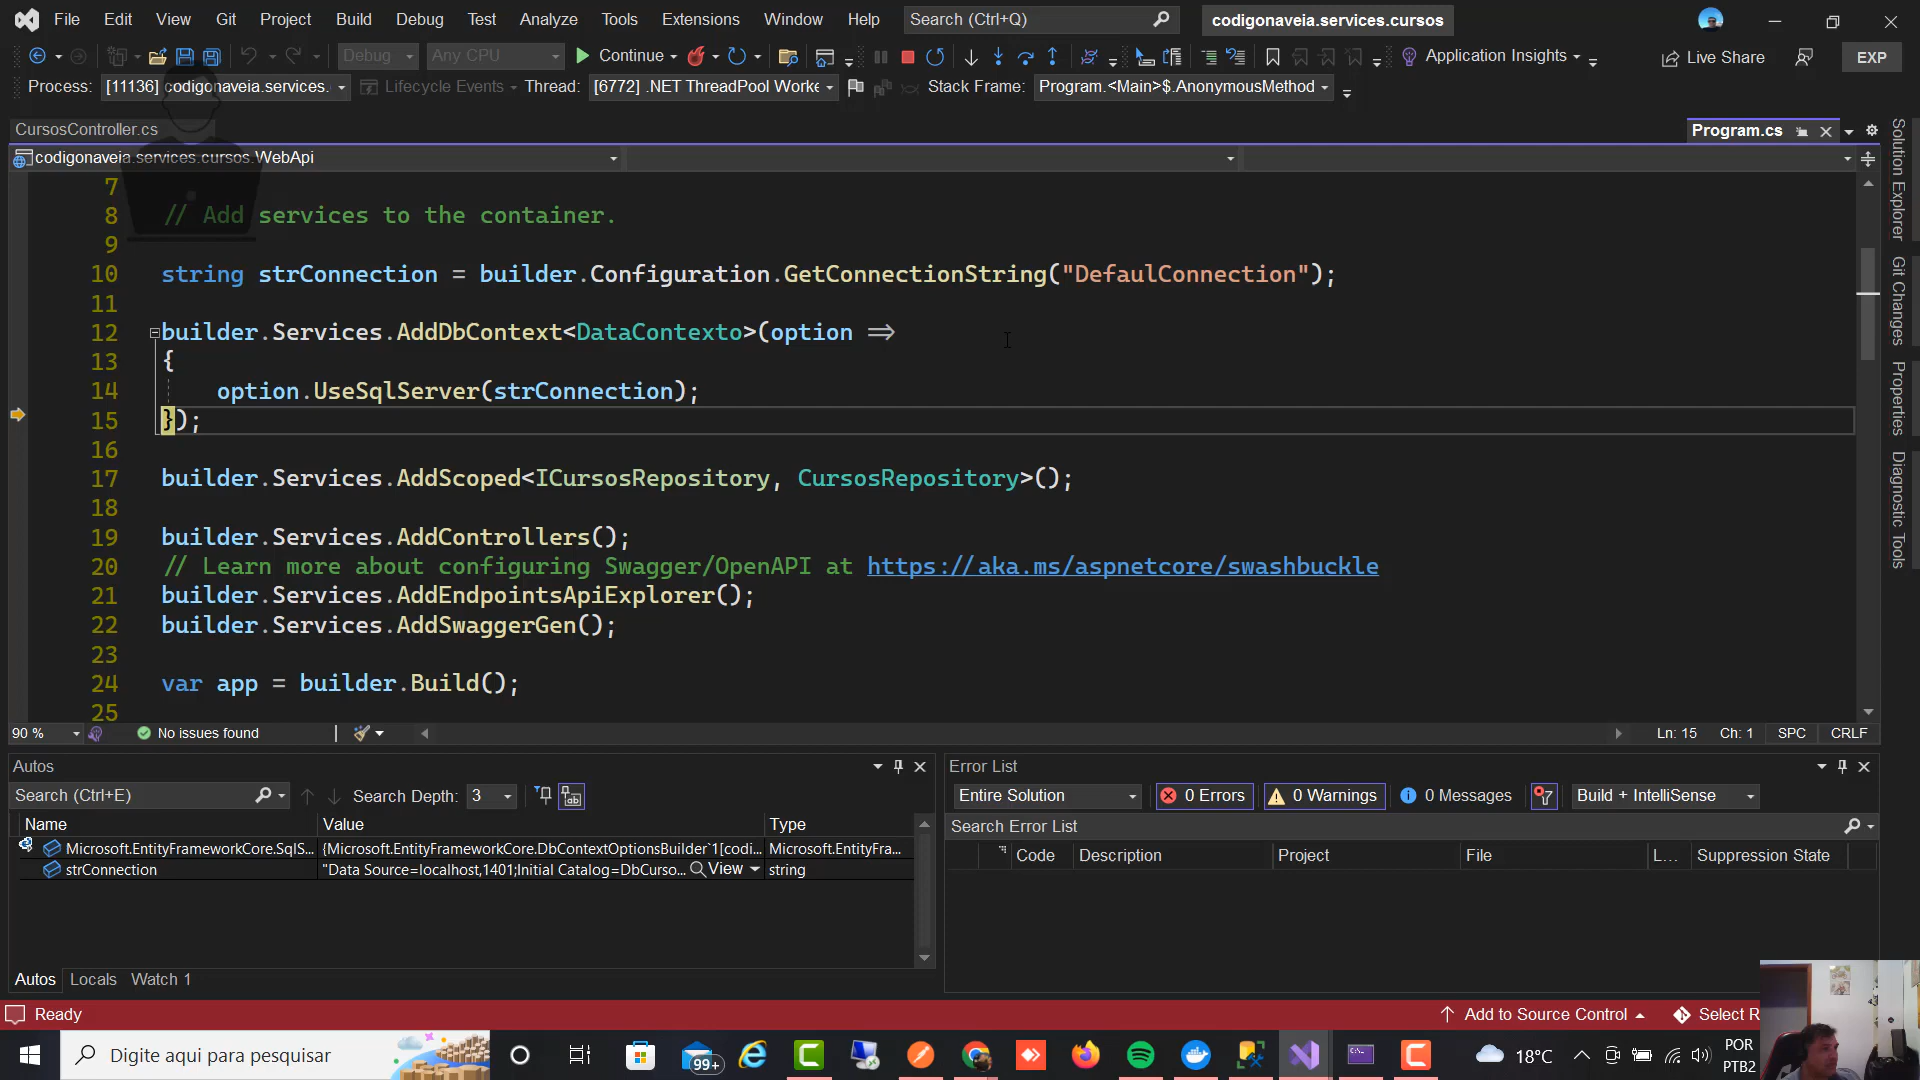 File Edit View Git Project Build Debug Test Analyze Tools Extensions Window Help Search (Ctrl+Q) codigonaveia.services.cursos
Debug Any CPU Continue Application Insights Live Share EXP
Process: [11136] codigonaveia.services. Lifecycle Events Thread: [6772] .NET ThreadPool Worke Stack Frame: Program.<Main>$.AnonymousMethod
CursosController.cs Program.cs
codigonaveia.services.cursos.WebApi
7
8 // Add services to the container.
9
10 string strConnection = builder.Configuration.GetConnectionString("DefaulConnection");
11
12 builder.Services.AddDbContext<DataContexto>(option =>
13 {
14 option.UseSqlServer(strConnection);
15 });
16
17 builder.Services.AddScoped<ICursosRepository, CursosRepository>();
18
19 builder.Services.AddControllers();
20 // Learn more about configuring Swagger/OpenAPI at https://aka.ms/aspnetcore/swashbuckle
21 builder.Services.AddEndpointsApiExplorer();
22 builder.Services.AddSwaggerGen();
23
24 var app = builder.Build();
25
Solution Explorer
Git Changes
Properties
Diagnostic Tools
90 % No issues found Ln: 15 Ch: 1 SPC CRLF
Autos
Search (Ctrl+E) Search Depth: 3
Name Value Type
Microsoft.EntityFrameworkCore.SqlS... {Microsoft.EntityFrameworkCore.DbContextOptionsBuilder`1[codi... Microsoft.EntityFra...
strConnection "Data Source=localhost,1401;Initial Catalog=DbCurso... View string
Autos Locals Watch 1
Error List
Entire Solution 0 Errors 0 Warnings 0 Messages Build + IntelliSense
Search Error List
Code Description Project File L... Suppression State
Ready Add to Source Control Select R
Digite aqui para pesquisar 99+ 18°C POR
PTB2